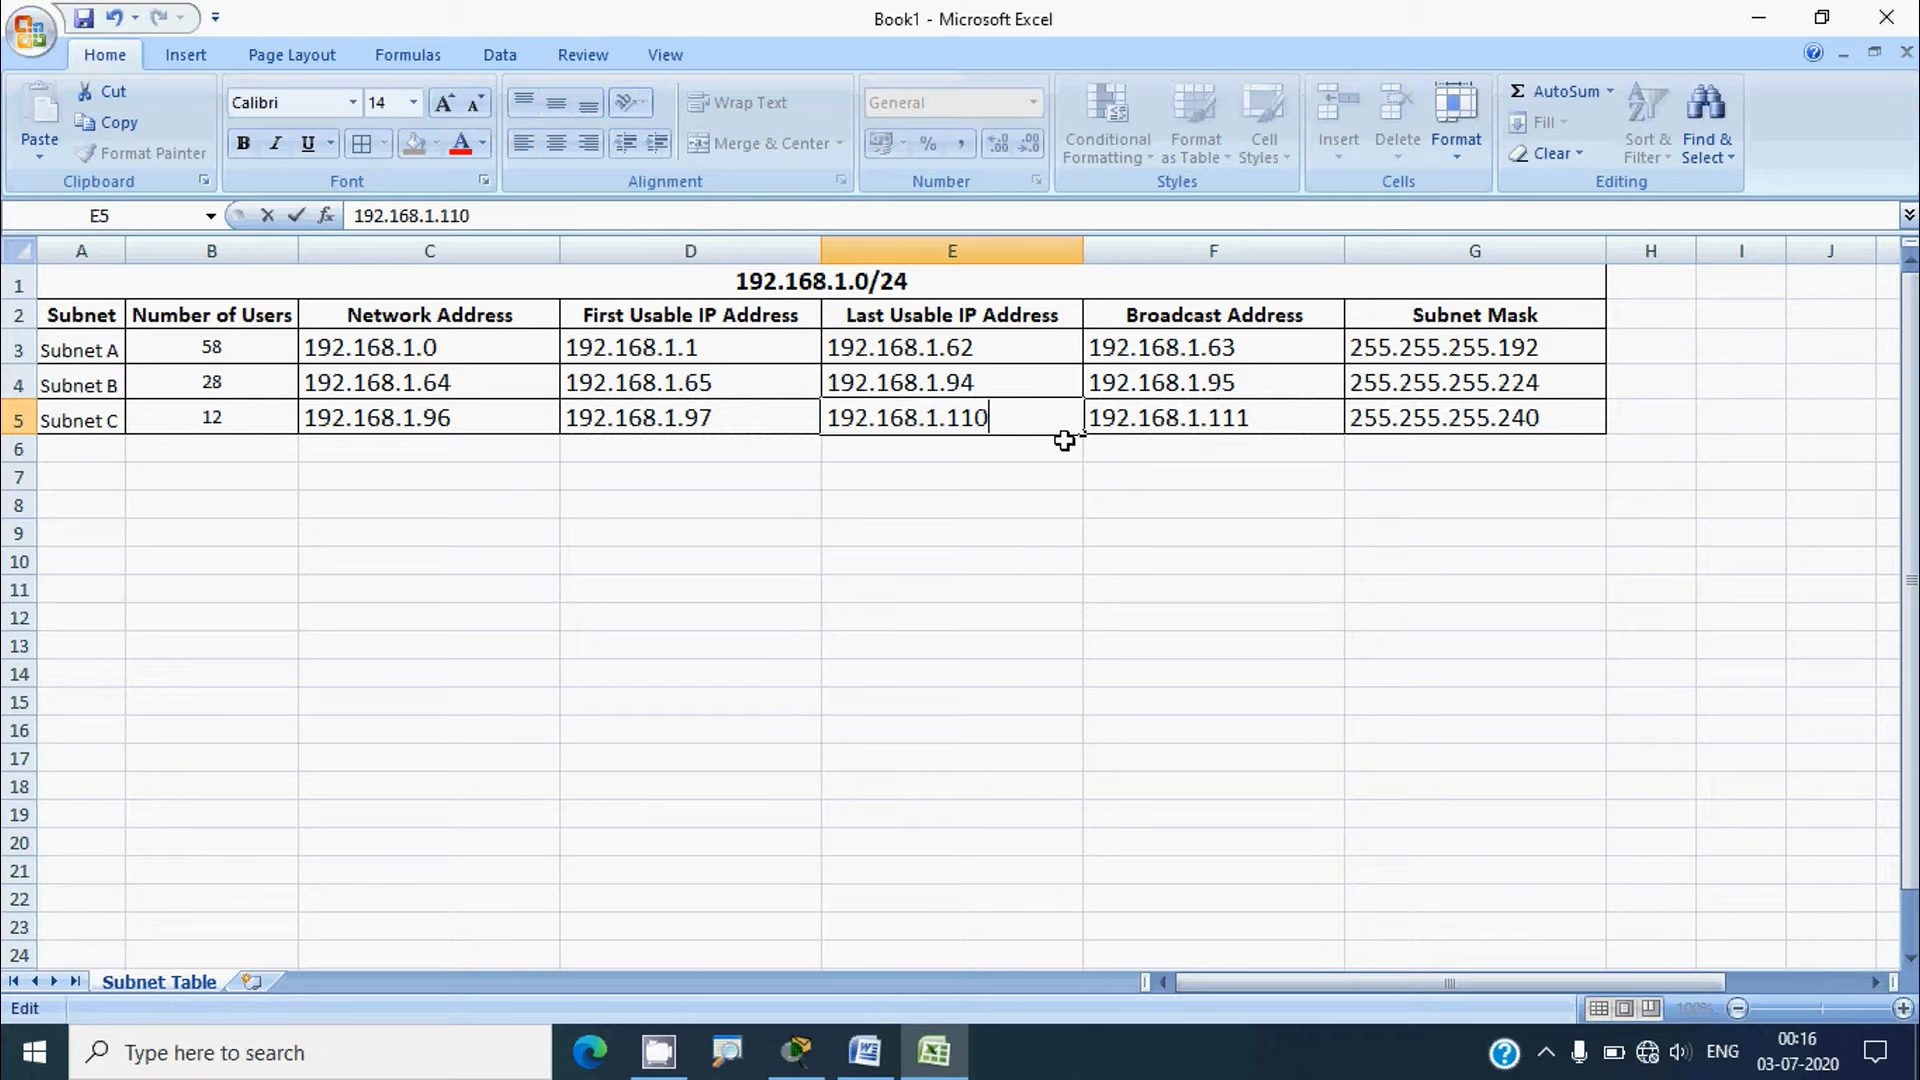 Book1 - Microsoft Excel
Home Insert Page Layout Formulas Data Review View
Paste
Cut
Copy
Format Painter
Clipboard
Calibri 14
B I U
Font
Wrap Text
Merge & Center
Alignment
General
Number
Conditional Formatting
Format as Table
Cell Styles
Styles
Insert Delete Format
Cells
Σ AutoSum
Fill
Clear
Sort & Filter
Find & Select
Editing
E5 fx 192.168.1.110
A B C D E F G H I J
1 192.168.1.0/24
2 Subnet Number of Users Network Address First Usable IP Address Last Usable IP Address Broadcast Address Subnet Mask
3 Subnet A 58 192.168.1.0 192.168.1.1 192.168.1.62 192.168.1.63 255.255.255.192
4 Subnet B 28 192.168.1.64 192.168.1.65 192.168.1.94 192.168.1.95 255.255.255.224
5 Subnet C 12 192.168.1.96 192.168.1.97 192.168.1.110 192.168.1.111 255.255.255.240
6
7
8
9
10
11
12
13
14
15
16
17
18
19
20
21
22
23
24
Subnet Table
Edit 100%
Type here to search
ENG
00:16
03-07-2020